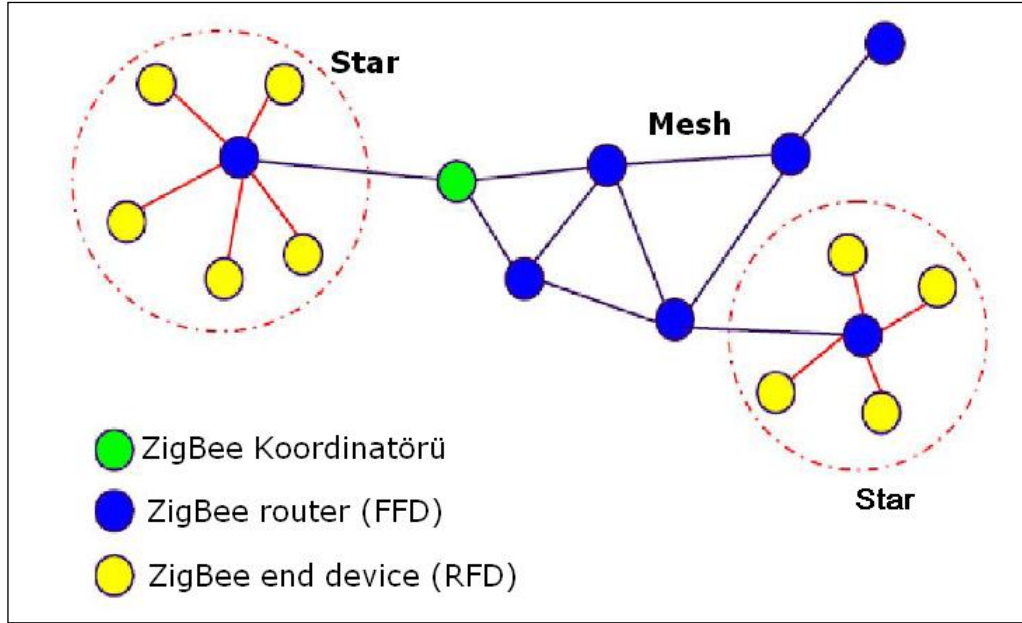 Star
Mesh
Star
ZigBee Koordinatörü
ZigBee router (FFD)
ZigBee end device (RFD)